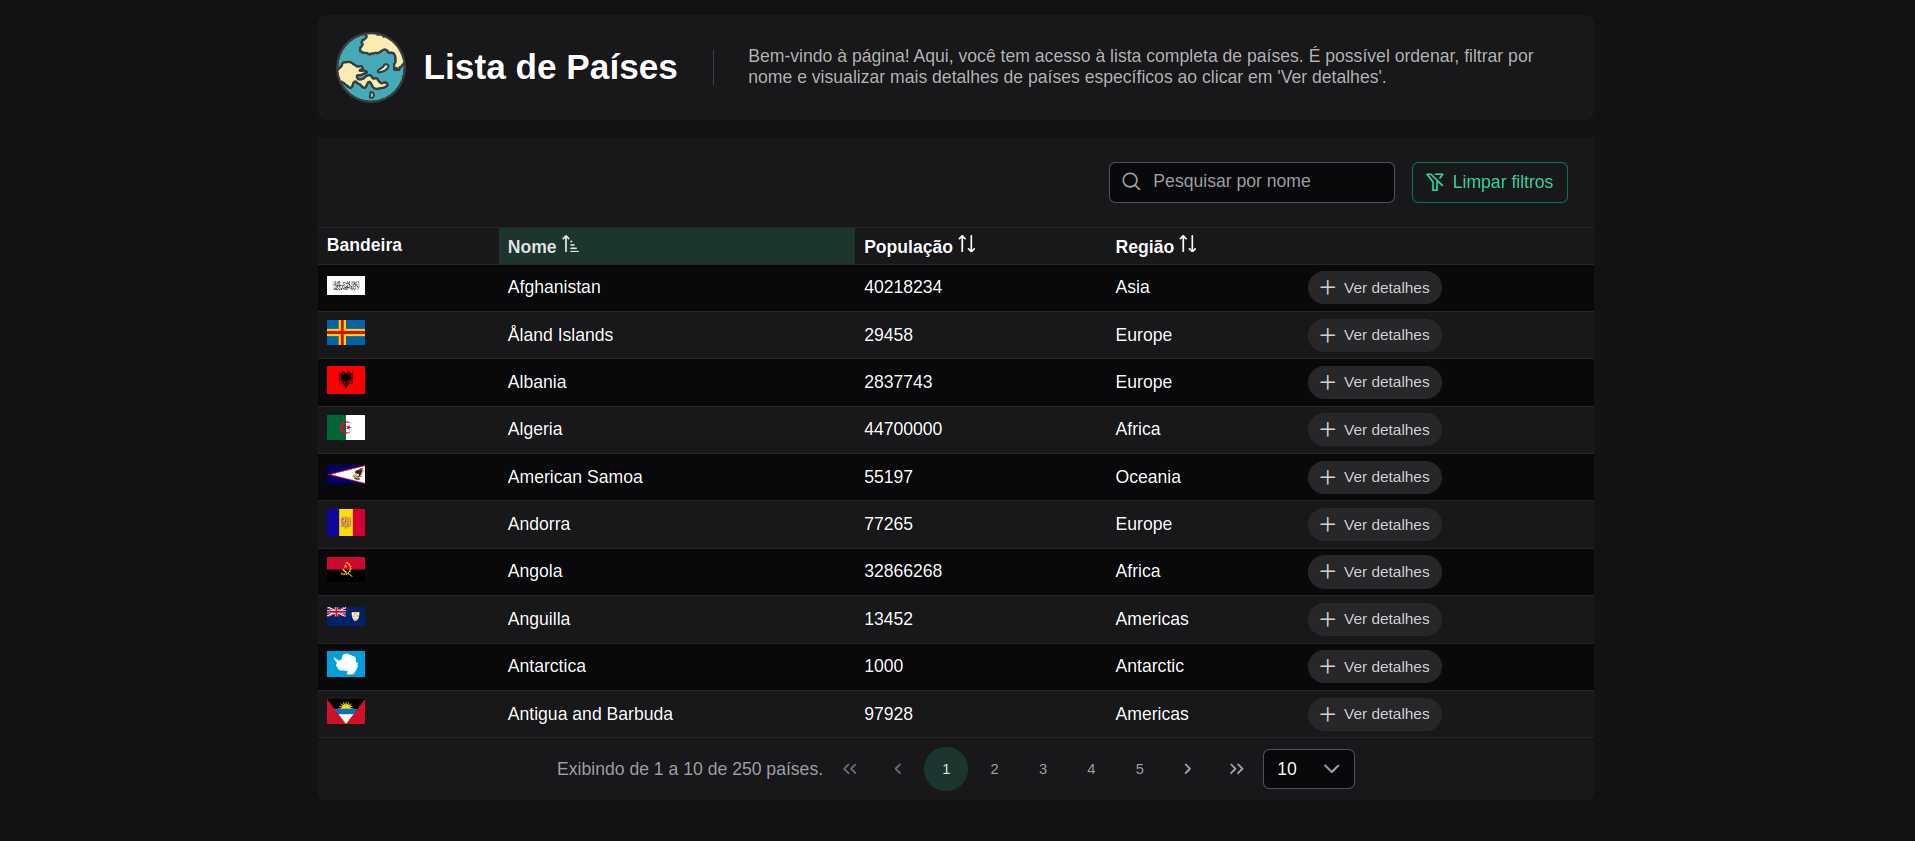 Lista de Países
Bem-vindo à página! Aqui, você tem acesso à lista completa de países. É possível ordenar, filtrar por
nome e visualizar mais detalhes de países específicos ao clicar em 'Ver detalhes'.
Pesquisar por nome
Limpar filtros
Bandeira Nome População Região
Afghanistan 40218234 Asia Ver detalhes
Åland Islands 29458 Europe Ver detalhes
Albania 2837743 Europe Ver detalhes
Algeria 44700000 Africa Ver detalhes
American Samoa 55197 Oceania Ver detalhes
Andorra 77265 Europe Ver detalhes
Angola 32866268 Africa Ver detalhes
Anguilla 13452 Americas Ver detalhes
Antarctica 1000 Antarctic Ver detalhes
Antigua and Barbuda 97928 Americas Ver detalhes
Exibindo de 1 a 10 de 250 países. 1 2 3 4 5 10